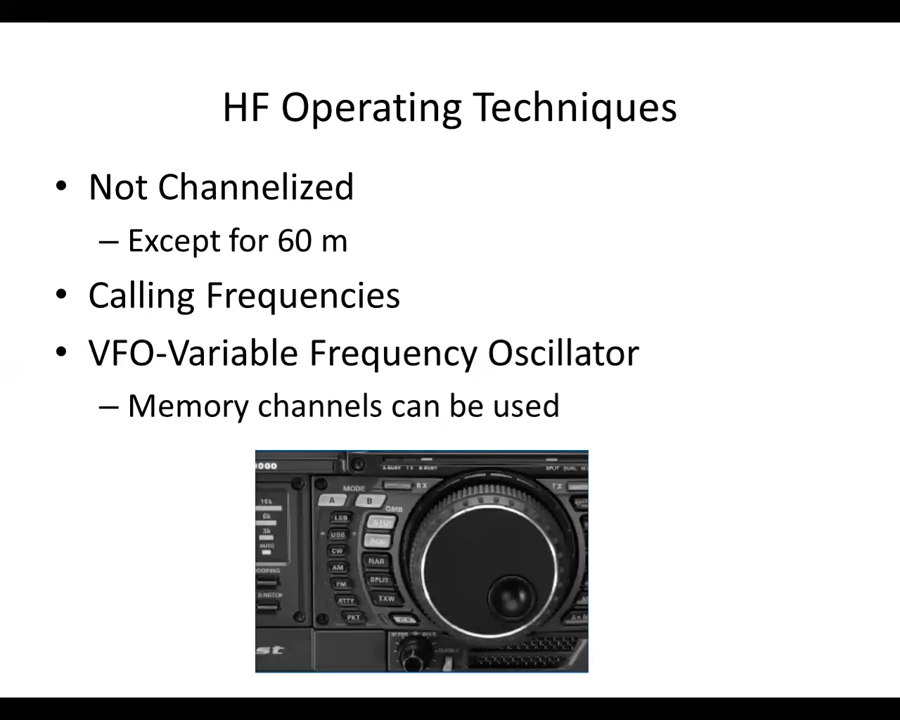 HF Operating Techniques
• Not Channelized
– Except for 60 m
• Calling Frequencies
• VFO-Variable Frequency Oscillator
– Memory channels can be used
MODE
RX
TX
A
B
LSB
USB
CW
NAR
AM
SPLIT
FM
RTTY
TXW
PKT
AUTO